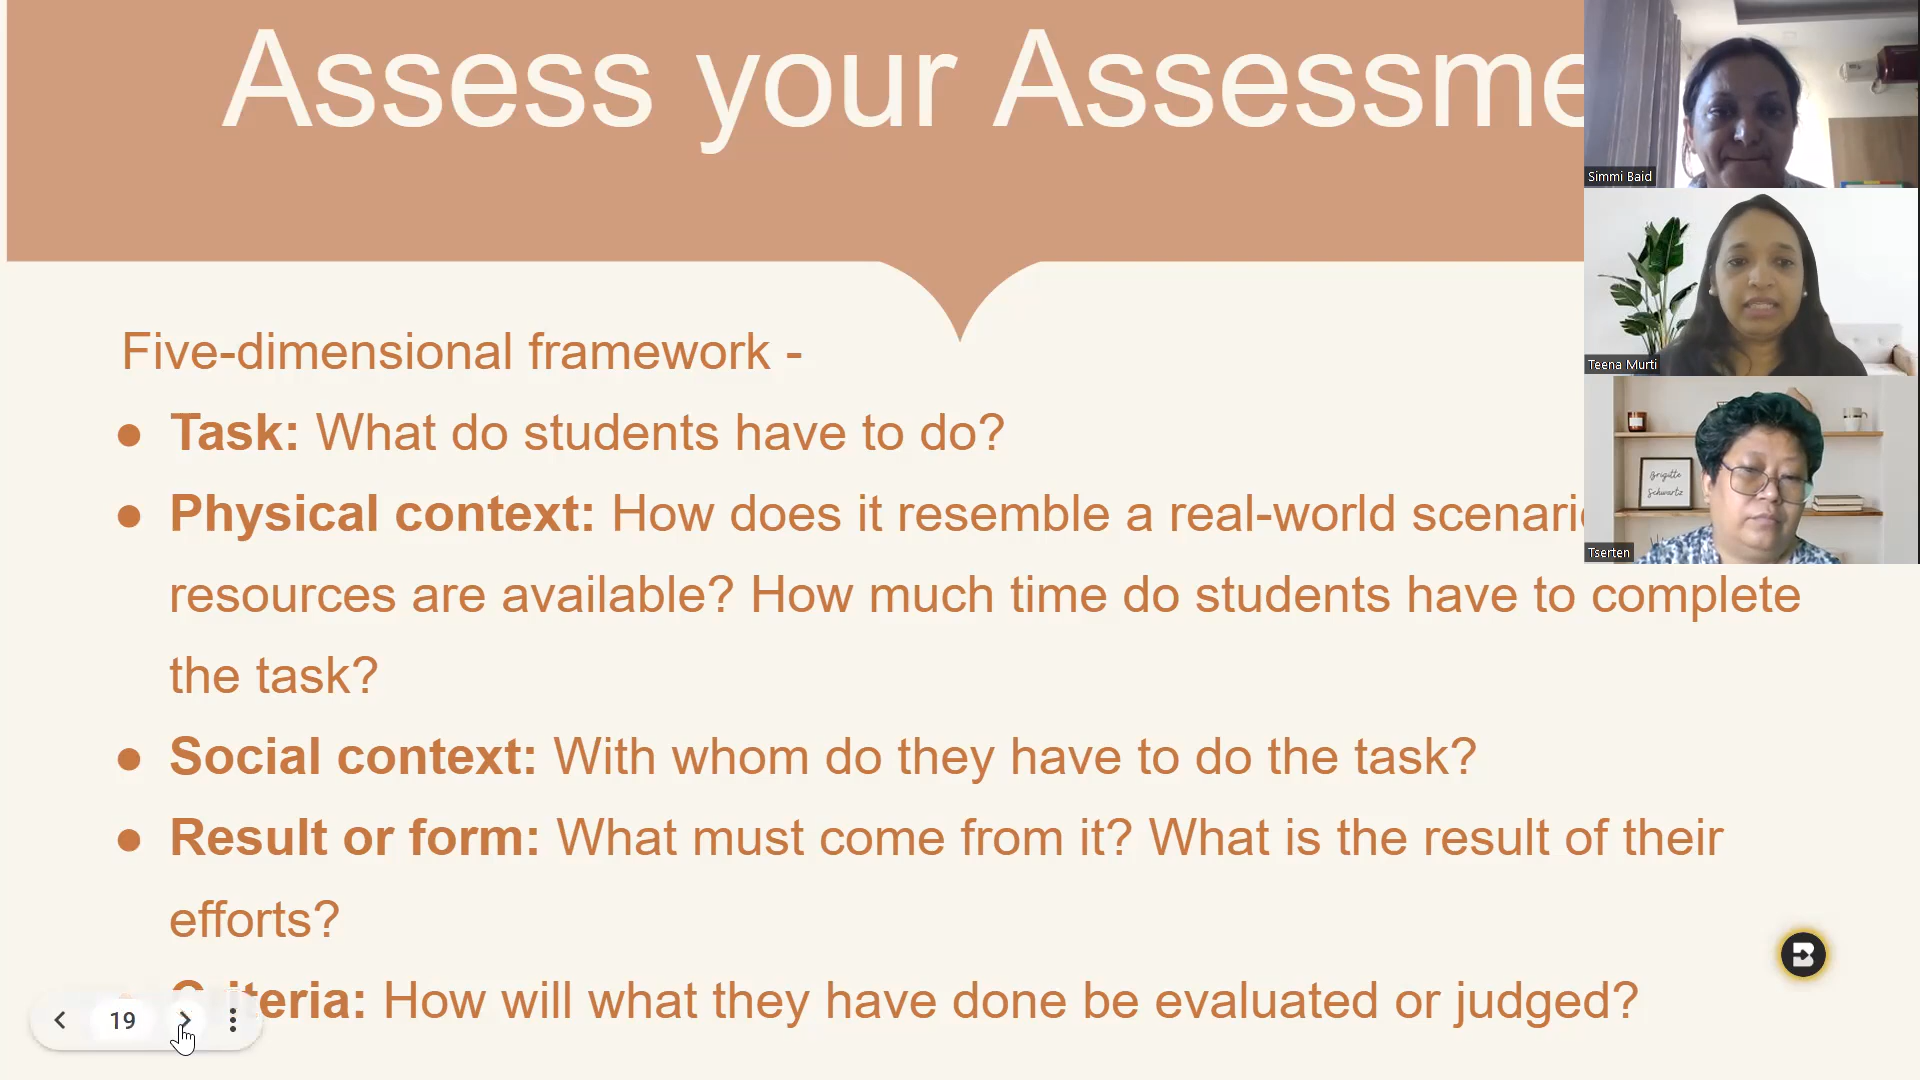 Assess your Assessme
Five-dimensional framework -
● Task: What do students have to do?
● Physical context: How does it resemble a real-world scenari
resources are available? How much time do students have to complete
the task?
● Social context: With whom do they have to do the task?
● Result or form: What must come from it? What is the result of their
efforts?
Criteria: How will what they have done be evaluated or judged?
19
Simmi Baid
Teena Murti
Brigitte
Schwartz
Tserten
B